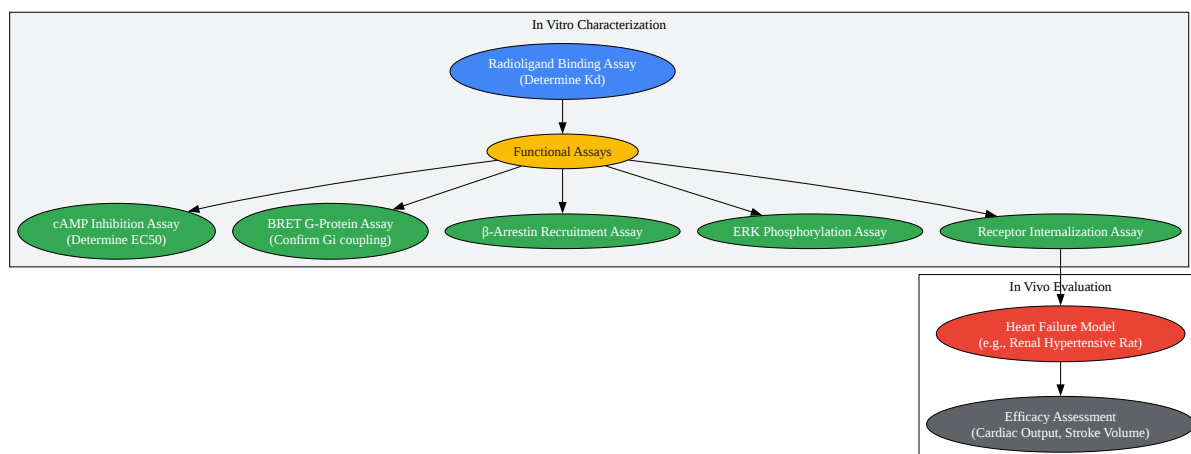 In Vitro Characterization
Radioligand Binding Assay
(Determine Kd)
Functional Assays
cAMP Inhibition Assay
(Determine EC50)
BRET G-Protein Assay
(Confirm Gi coupling)
β-Arrestin Recruitment Assay
ERK Phosphorylation Assay
Receptor Internalization Assay
In Vivo Evaluation
Heart Failure Model
(e.g., Renal Hypertensive Rat)
Efficacy Assessment
(Cardiac Output, Stroke Volume)